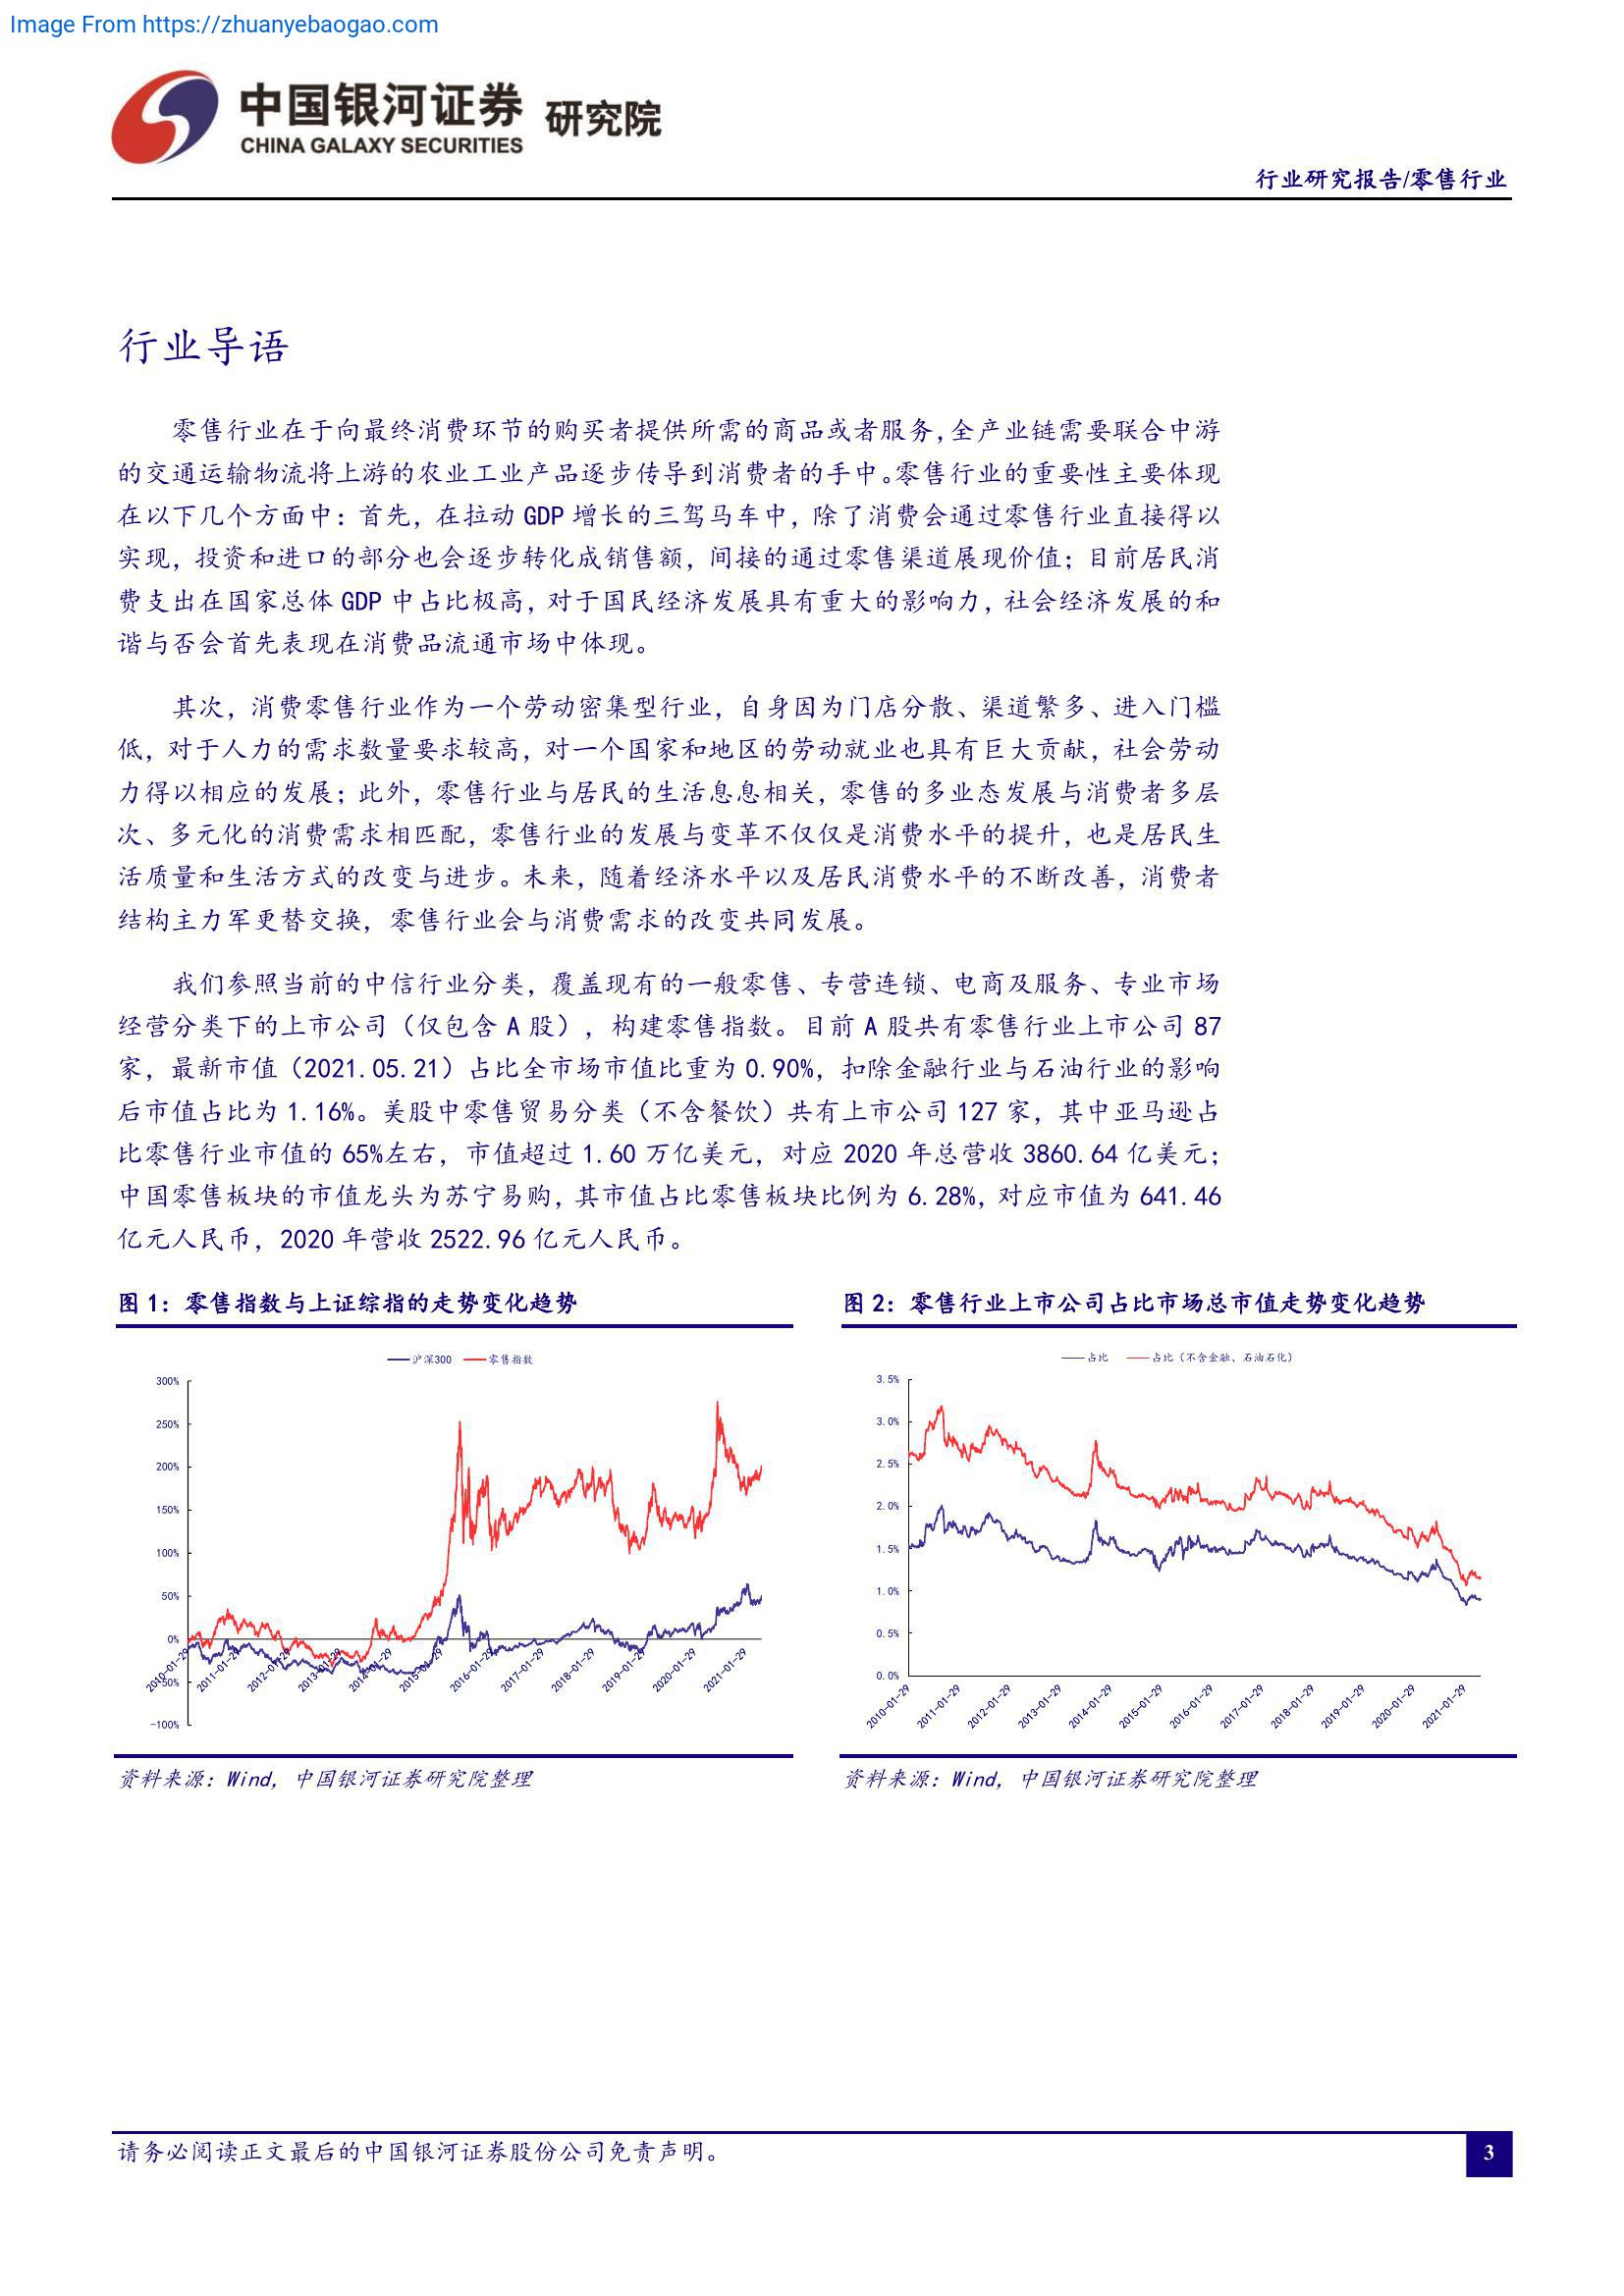 Image From https://zhuanyebaogao.com
中国银河证券 研究院
CHINA GALAXY SECURITIES
行业研究报告/零售行业
行业导语
零售行业在于向最终消费环节的购买者提供所需的商品或者服务，全产业链需要联合中游
的交通运输物流将上游的农业工业产品逐步传导到消费者的手中。零售行业的重要性主要体现
在以下几个方面中：首先，在拉动 GDP 增长的三驾马车中，除了消费会通过零售行业直接得以
实现，投资和进口的部分也会逐步转化成销售额，间接的通过零售渠道展现价值；目前居民消
费支出在国家总体 GDP 中占比极高，对于国民经济发展具有重大的影响力，社会经济发展的和
谐与否会首先表现在消费品流通市场中体现。
其次，消费零售行业作为一个劳动密集型行业，自身因为门店分散、渠道繁多、进入门槛
低，对于人力的需求数量要求较高，对一个国家和地区的劳动就业也具有巨大贡献，社会劳动
力得以相应的发展；此外，零售行业与居民的生活息息相关，零售的多业态发展与消费者多层
次、多元化的消费需求相匹配，零售行业的发展与变革不仅仅是消费水平的提升，也是居民生
活质量和生活方式的改变与进步。未来，随着经济水平以及居民消费水平的不断改善，消费者
结构主力军更替交换，零售行业会与消费需求的改变共同发展。
我们参照当前的中信行业分类，覆盖现有的一般零售、专营连锁、电商及服务、专业市场
经营分类下的上市公司（仅包含 A 股），构建零售指数。目前 A 股共有零售行业上市公司 87
家，最新市值（2021.05.21）占比全市场市值比重为 0.90%，扣除金融行业与石油行业的影响
后市值占比为 1.16%。美股中零售贸易分类（不含餐饮）共有上市公司 127 家，其中亚马逊占
比零售行业市值的 65%左右，市值超过 1.60 万亿美元，对应 2020 年总营收 3860.64 亿美元；
中国零售板块的市值龙头为苏宁易购，其市值占比零售板块比例为 6.28%，对应市值为 641.46
亿元人民币，2020 年营收 2522.96 亿元人民币。
图 1：零售指数与上证综指的走势变化趋势
沪深300 零售指数
300%
250%
200%
150%
100%
50%
0%
-50%
-100%
2010-01-29 2011-01-29 2012-01-29 2013-01-29 2014-01-29 2015-01-29 2016-01-29 2017-01-29 2018-01-29 2019-01-29 2020-01-29 2021-01-29
资料来源：Wind, 中国银河证券研究院整理
图 2：零售行业上市公司占比市场总市值走势变化趋势
占比 占比（不含金融、石油石化）
3.5%
3.0%
2.5%
2.0%
1.5%
1.0%
0.5%
0.0%
2010-01-29 2011-01-29 2012-01-29 2013-01-29 2014-01-29 2015-01-29 2016-01-29 2017-01-29 2018-01-29 2019-01-29 2020-01-29 2021-01-29
资料来源：Wind, 中国银河证券研究院整理
请务必阅读正文最后的中国银河证券股份公司免责声明。
3